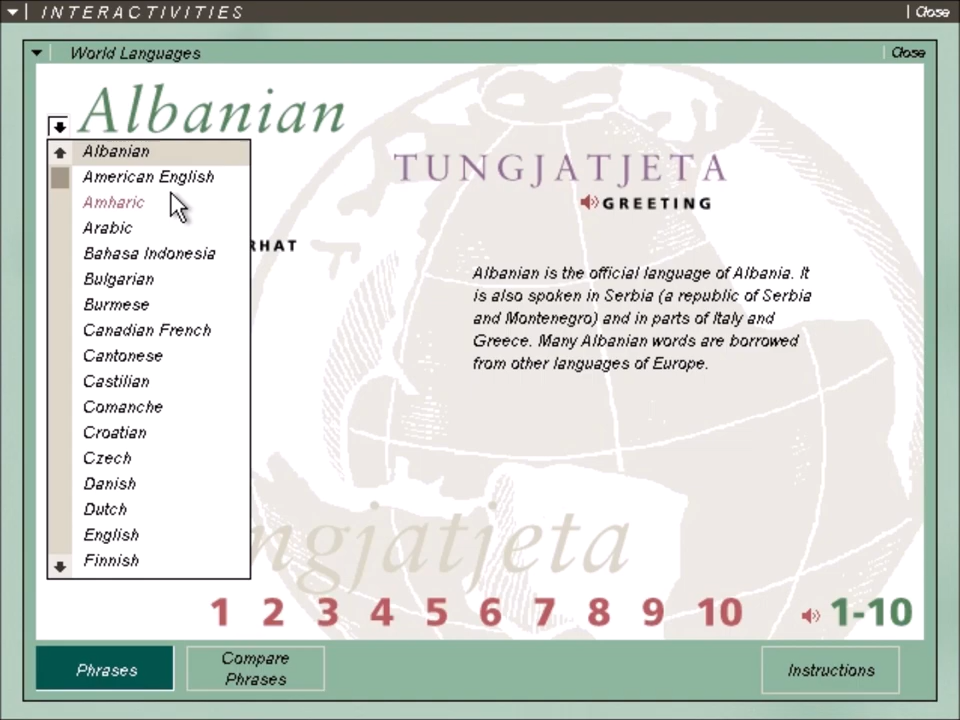 INTERACTIVITIES
Close
World Languages
Close
Albanian
TUNGJATJETA
GREETING
Albanian
American English
Amharic
Arabic
Bahasa Indonesia
Bulgarian
Burmese
Canadian French
Cantonese
Castilian
Comanche
Croatian
Czech
Danish
Dutch
English
Finnish
RHAT
Albanian is the official language of Albania. It
is also spoken in Serbia (a republic of Serbia
and Montenegro) and in parts of Italy and
Greece. Many Albanian words are borrowed
from other languages of Europe.
ngjatjeta
1 2 3 4 5 6 7 8 9 10
1-10
Phrases
Compare
Phrases
Instructions